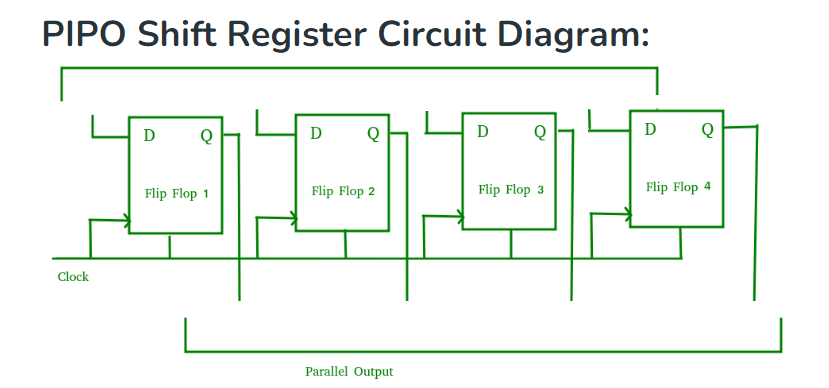 PIPO Shift Register Circuit Diagram:
D Q D Q D Q D Q
Flip Flop 1 Flip Flop 2 Flip Flop 3 Flip Flop 4
Clock
Parallel Output